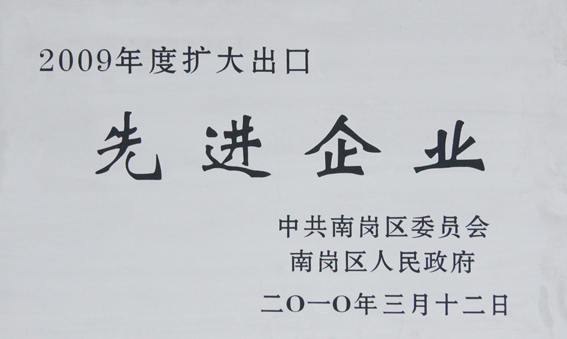 2009年度扩大出口
先进企业
中共南岗区委员会
南岗区人民政府
二〇一〇年三月十二日